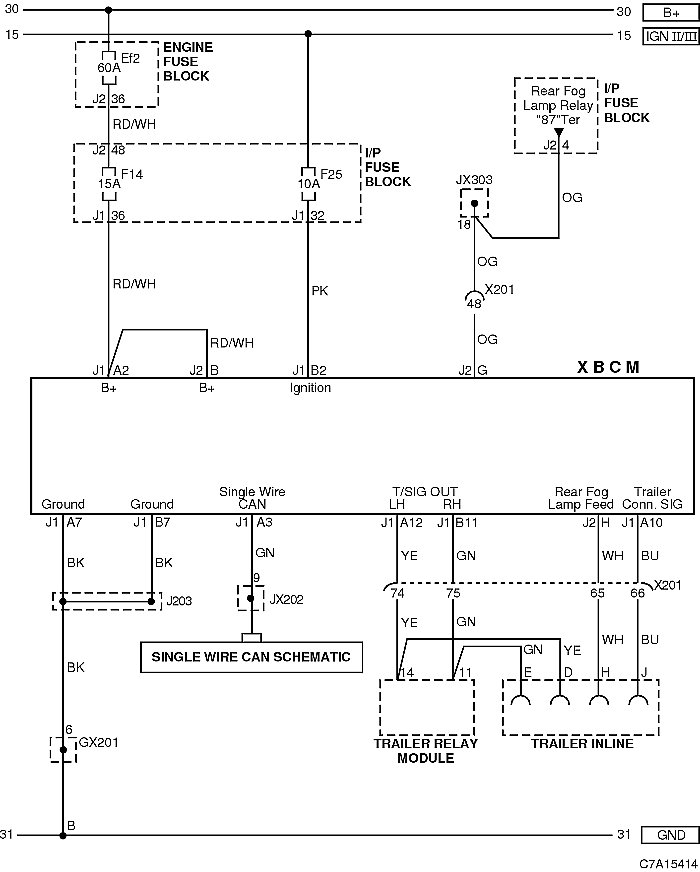 30 30 B+
15 15 IGN II/III
Ef2
60A
J2 36
ENGINE
FUSE
BLOCK
RD/WH
J2 48
F14
15A
J1 36
F25
10A
J1 32
I/P
FUSE
BLOCK
Rear Fog
Lamp Relay
"87"Ter
J2 4
I/P
FUSE
BLOCK
JX303
18
OG
OG
X201
48
OG
RD/WH
PK
RD/WH
J1 A2 J2 B J1 B2 J2 G
XBCM
B+ B+ Ignition
Ground Ground
Single Wire
CAN
T/SIG OUT
LH RH
Rear Fog
Lamp Feed
Trailer
Conn. SIG
J1 A7 J1 B7 J1 A3 J1 A12 J1 B11 J2 H J1 A10
BK BK GN YE GN WH BU
J203
9
JX202
X201
74 75 65 66
YE GN WH BU
SINGLE WIRE CAN SCHEMATIC
BK
GN YE
14 11 E D H J
TRAILER RELAY
MODULE
TRAILER INLINE
6
GX201
B
31 31 GND
C7A15414